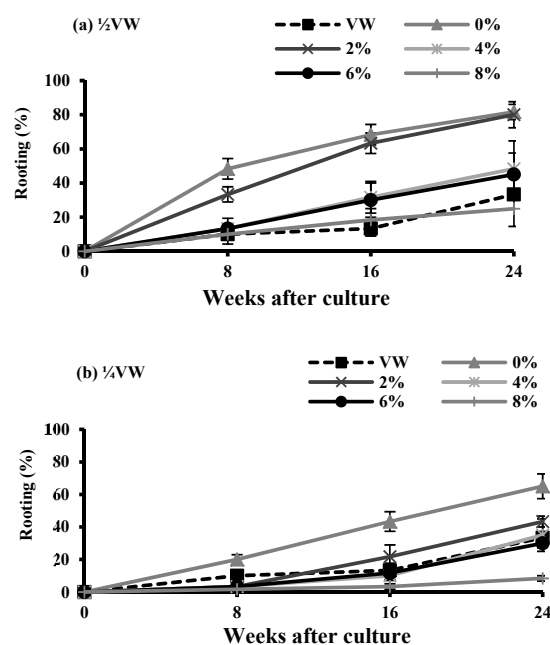 (a) ½VW
VW 0%
2% 4%
6% 8%
100
80
60
40
20
0
Rooting (%)
0 8 16 24
Weeks after culture
(b) ¼VW
VW 0%
2% 4%
6% 8%
100
80
60
40
20
0
Rooting (%)
0 8 16 24
Weeks after culture